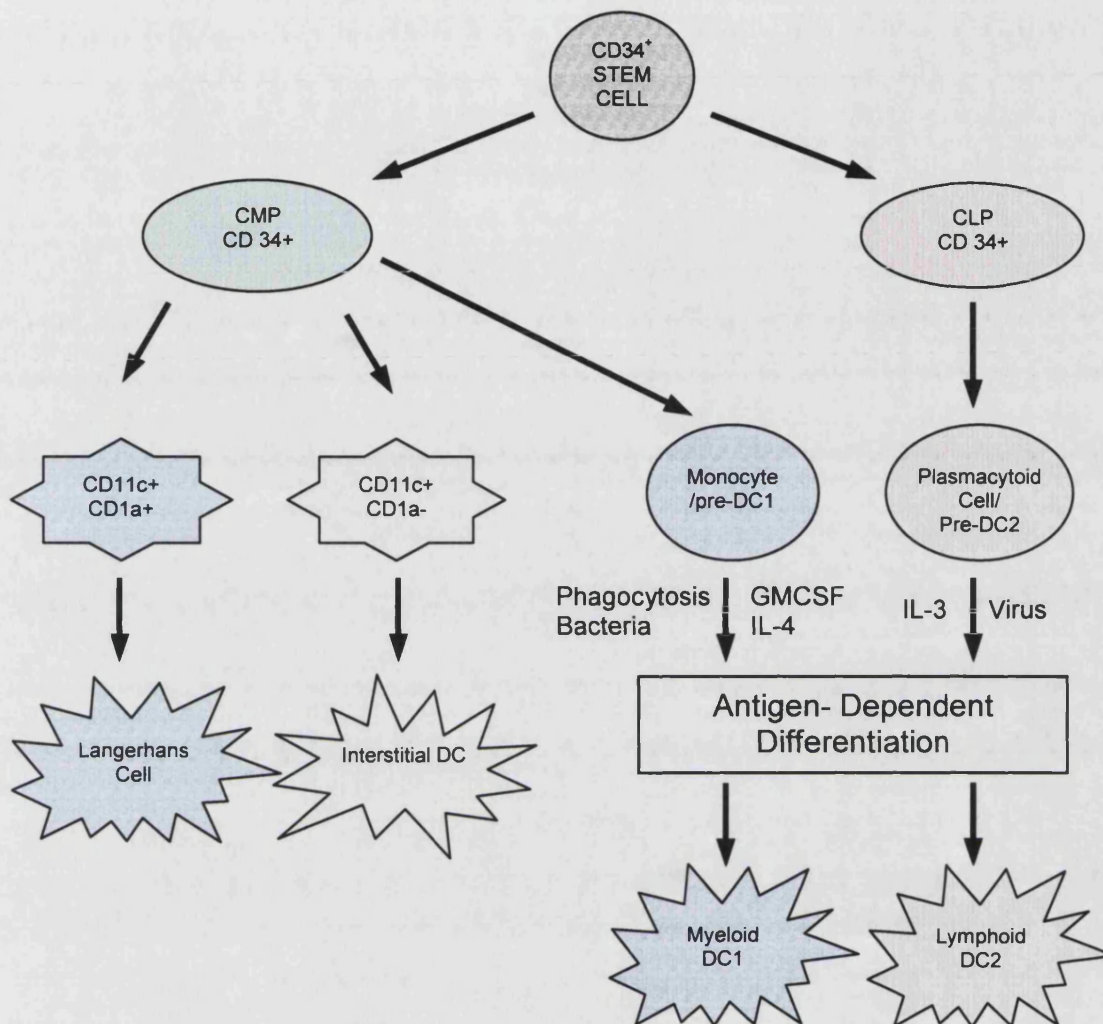 CD34+
STEM
CELL
CMP
CD 34+
CLP
CD 34+
CD11c+
CD1a+
CD11c+
CD1a-
Monocyte
/pre-DC1
Plasmacytoid
Cell/
Pre-DC2
Phagocytosis
Bacteria
GMCSF
IL-4
IL-3
Virus
Antigen- Dependent
Differentiation
Langerhans
Cell
Interstitial DC
Myeloid
DC1
Lymphoid
DC2